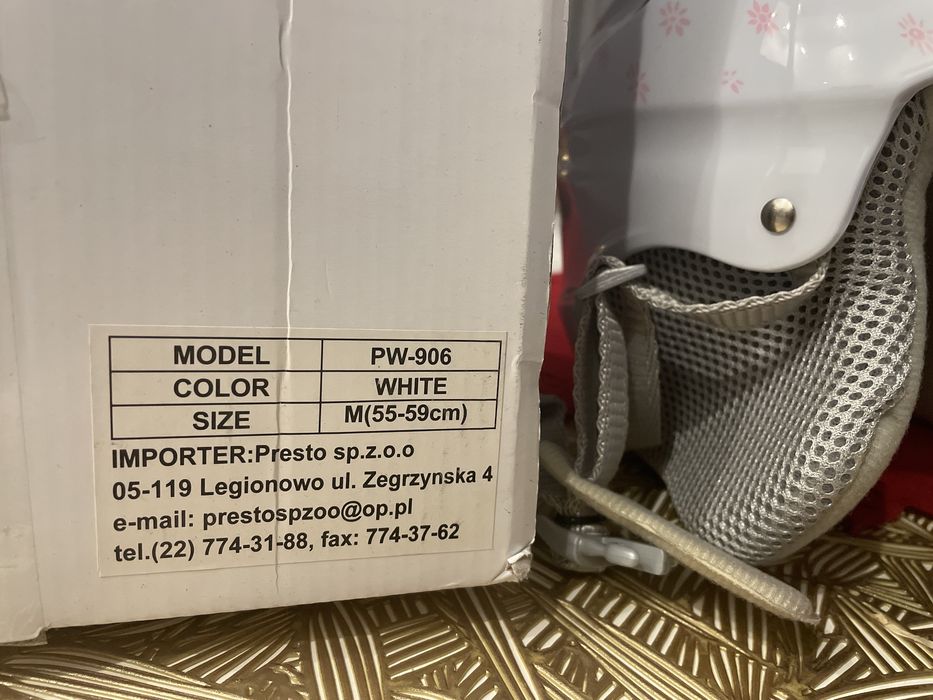 MODEL PW-906
COLOR WHITE
SIZE M(55-59cm)
IMPORTER:Presto sp.z.o.o
05-119 Legionowo ul. Zegrzynska 4
e-mail: prestospzoo@op.pl
tel.(22) 774-31-88, fax: 774-37-62